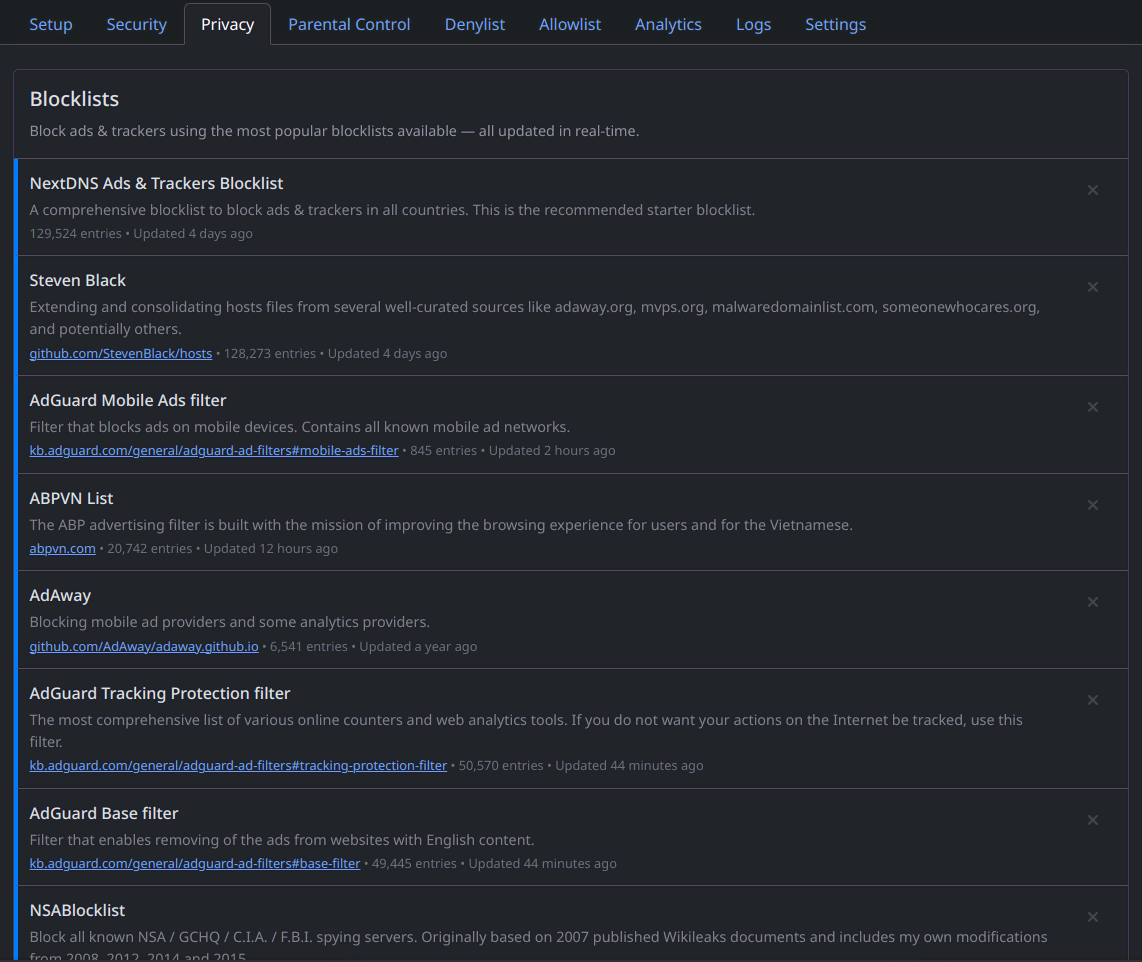 Setup Security Privacy Parental Control Denylist Allowlist Analytics Logs Settings
Blocklists
Block ads & trackers using the most popular blocklists available — all updated in real-time.
NextDNS Ads & Trackers Blocklist
A comprehensive blocklist to block ads & trackers in all countries. This is the recommended starter blocklist.
129,524 entries • Updated 4 days ago
Steven Black
Extending and consolidating hosts files from several well-curated sources like adaway.org, mvps.org, malwaredomainlist.com, someonewhocares.org,
and potentially others.
github.com/StevenBlack/hosts • 128,273 entries • Updated 4 days ago
AdGuard Mobile Ads filter
Filter that blocks ads on mobile devices. Contains all known mobile ad networks.
kb.adguard.com/general/adguard-ad-filters#mobile-ads-filter • 845 entries • Updated 2 hours ago
ABPVN List
The ABP advertising filter is built with the mission of improving the browsing experience for users and for the Vietnamese.
abpvn.com • 20,742 entries • Updated 12 hours ago
AdAway
Blocking mobile ad providers and some analytics providers.
github.com/AdAway/adaway.github.io • 6,541 entries • Updated a year ago
AdGuard Tracking Protection filter
The most comprehensive list of various online counters and web analytics tools. If you do not want your actions on the Internet be tracked, use this
filter.
kb.adguard.com/general/adguard-ad-filters#tracking-protection-filter • 50,570 entries • Updated 44 minutes ago
AdGuard Base filter
Filter that enables removing of the ads from websites with English content.
kb.adguard.com/general/adguard-ad-filters#base-filter • 49,445 entries • Updated 44 minutes ago
NSABlocklist
Block all known NSA / GCHQ / C.I.A. / F.B.I. spying servers. Originally based on 2007 published Wikileaks documents and includes my own modifications
from 2008, 2012, 2014 and 2015.